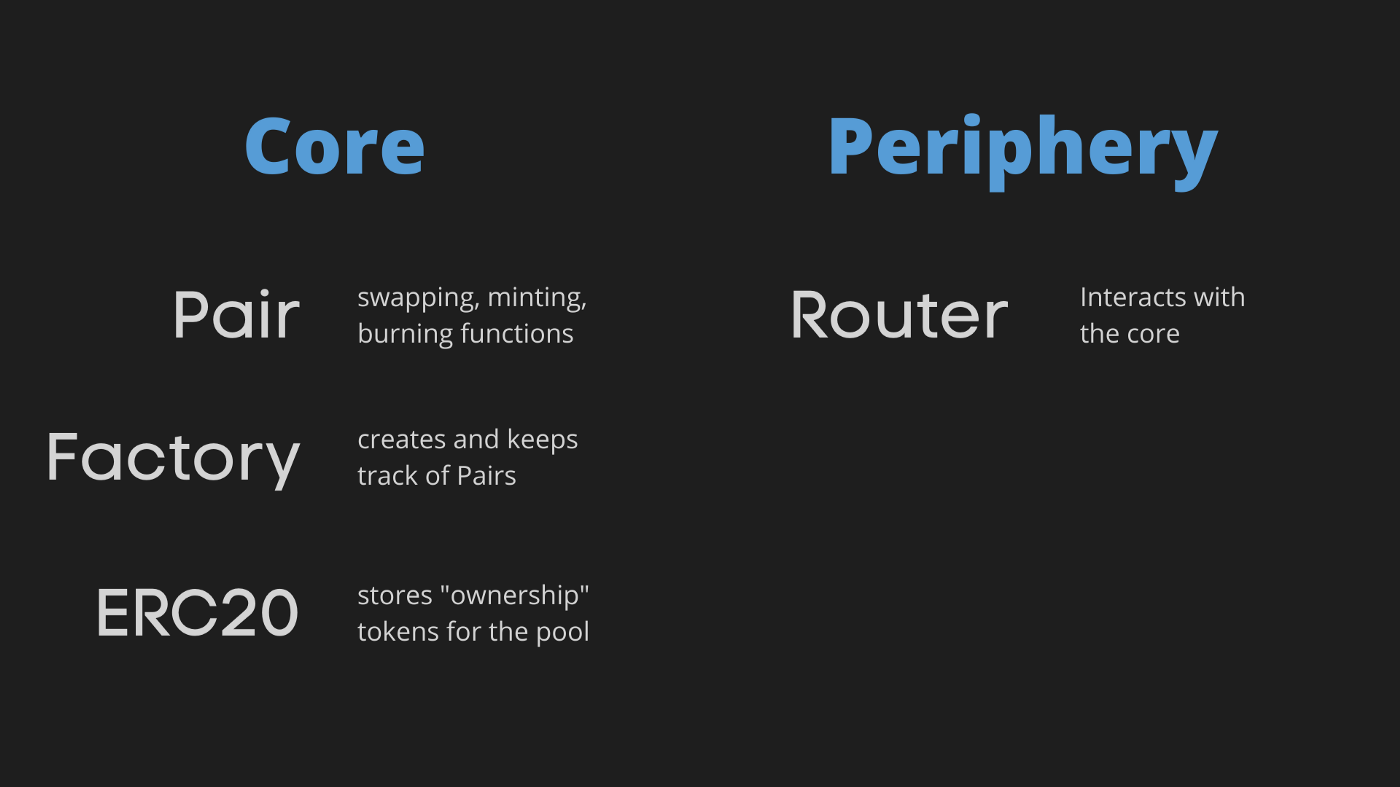 Core
Pair
swapping, minting,
burning functions
Factory
creates and keeps
track of Pairs
ERC20
stores "ownership"
tokens for the pool
Periphery
Router
Interacts with
the core